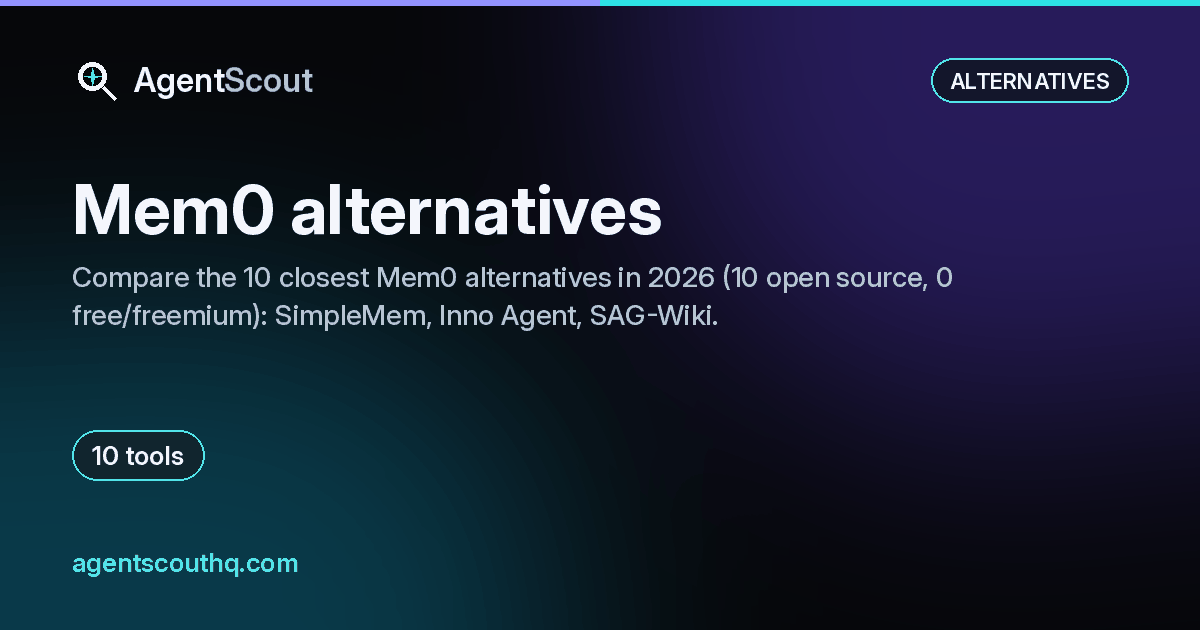 AgentScout
ALTERNATIVES
Mem0 alternatives
Compare the 10 closest Mem0 alternatives in 2026 (10 open source, 0
free/freemium): SimpleMem, Inno Agent, SAG-Wiki.
10 tools
agentscouthq.com